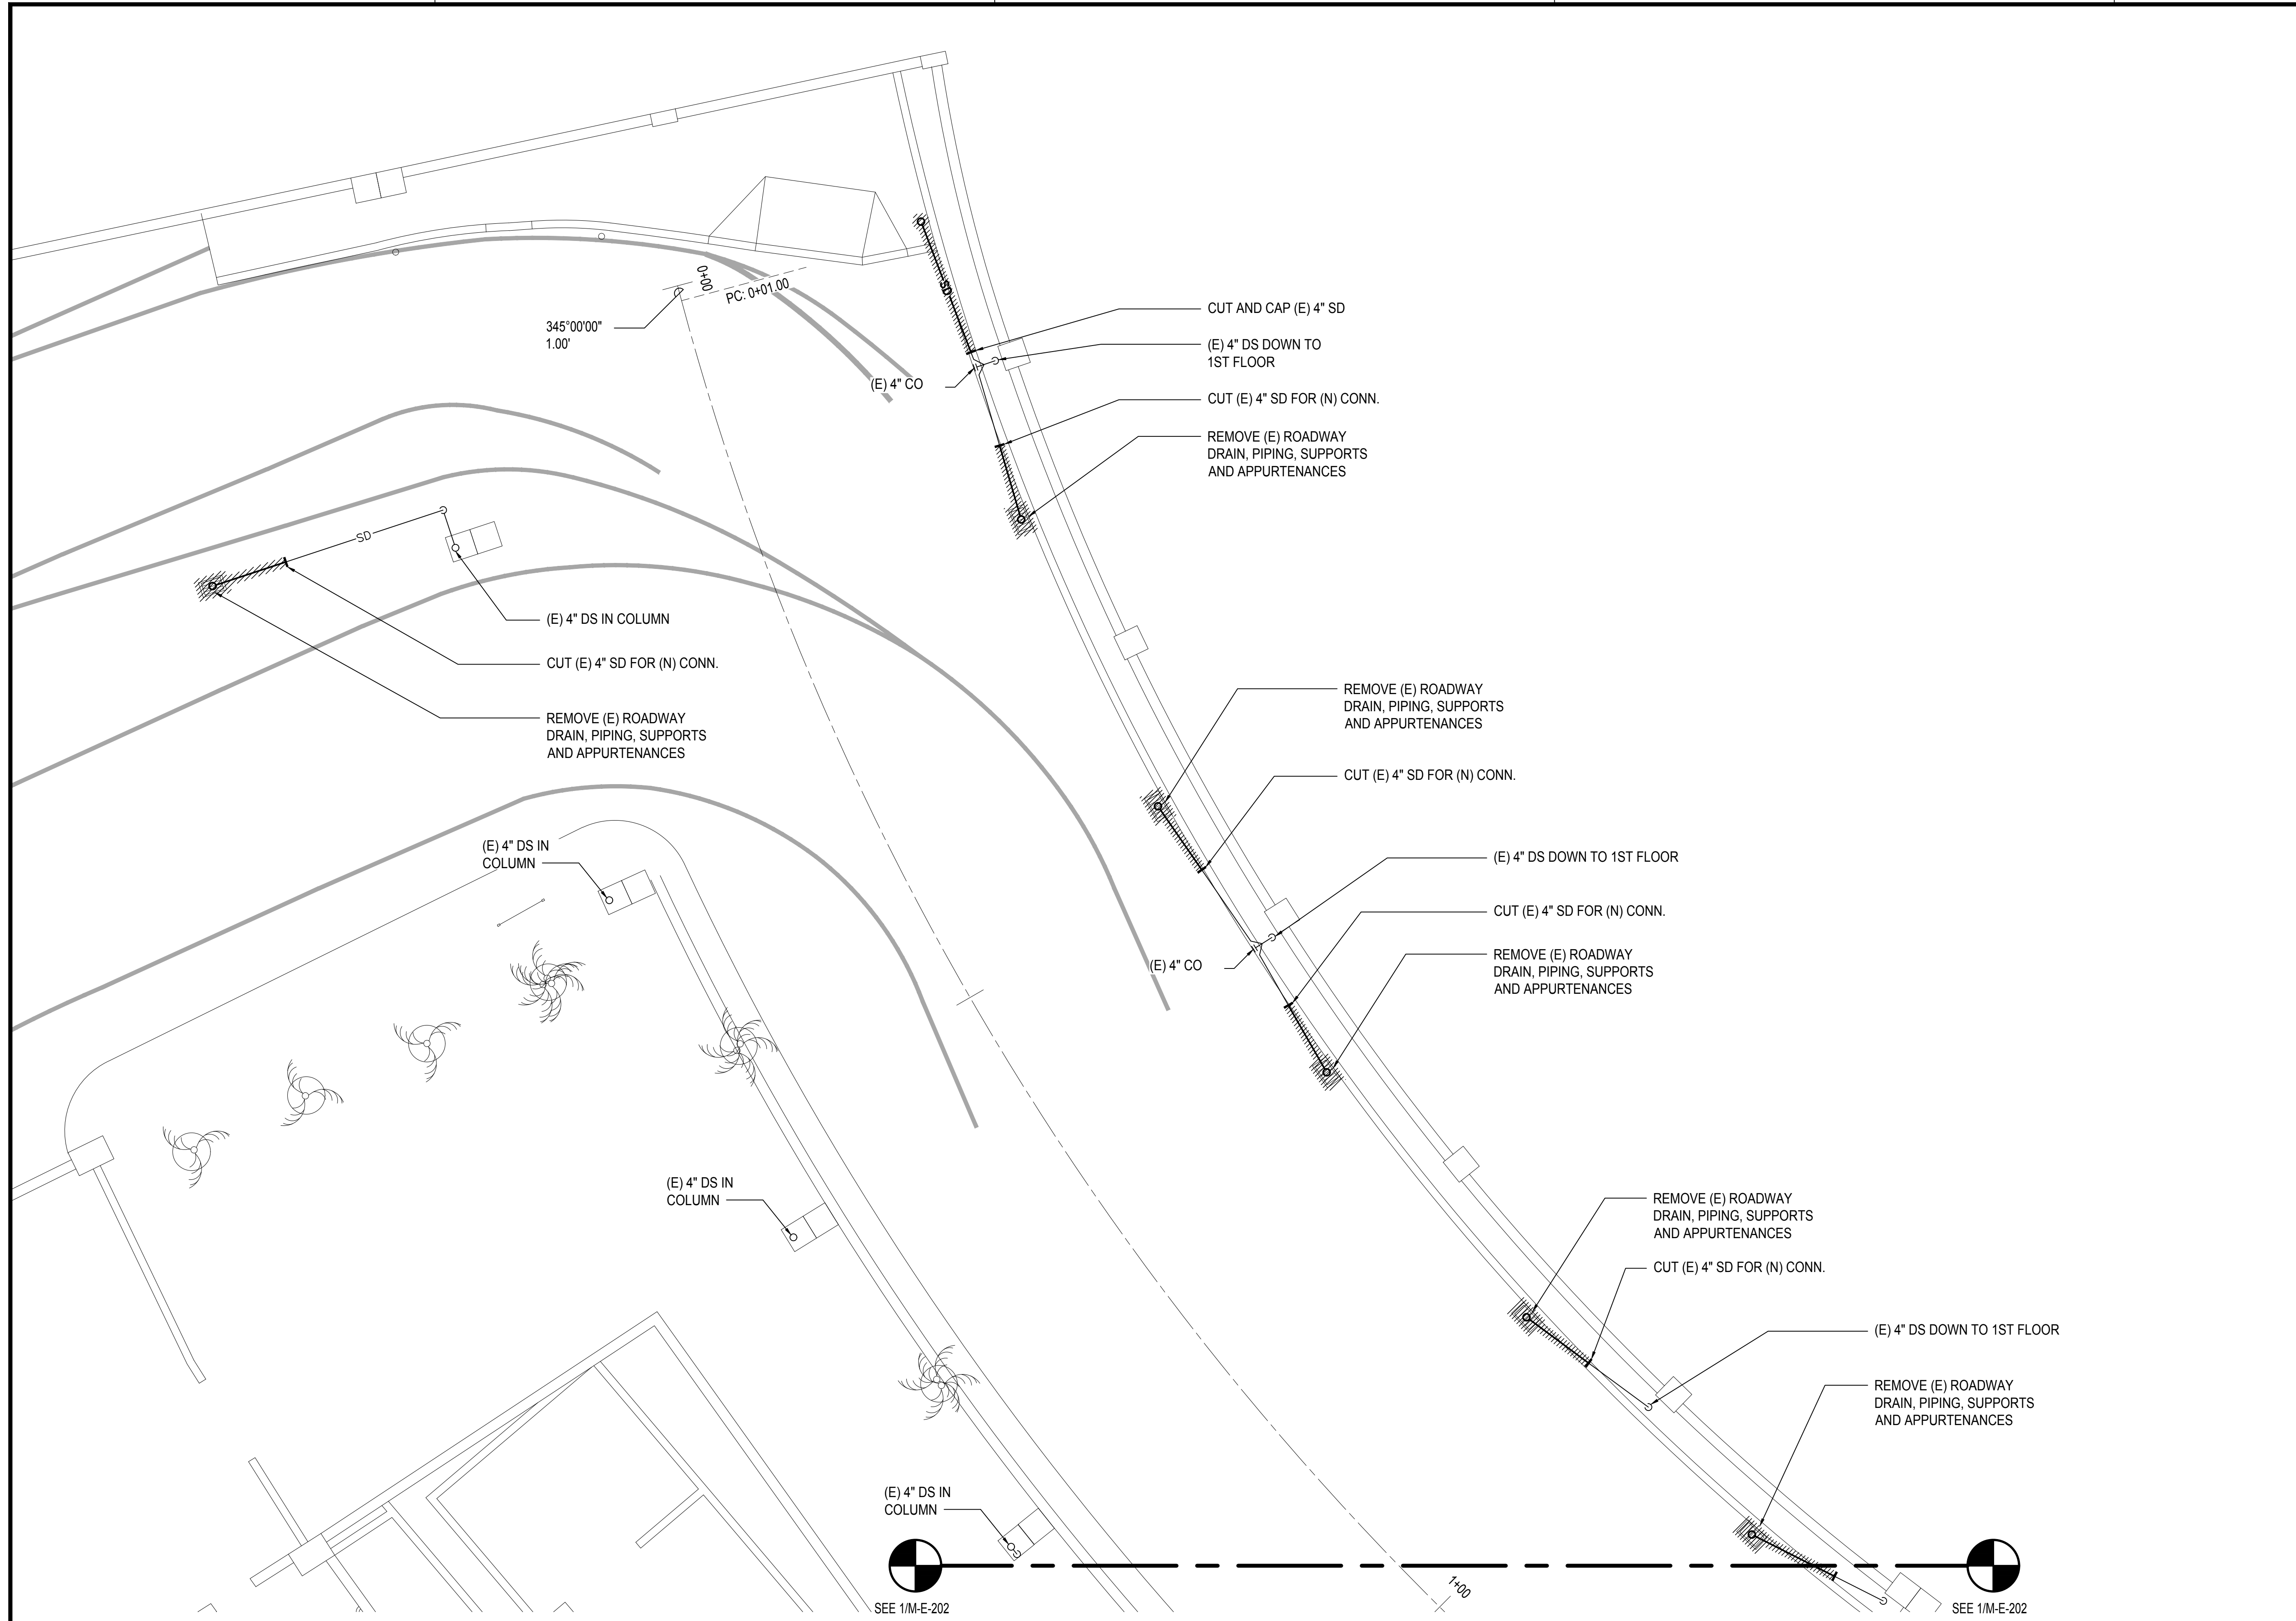 0+00
PC: 0+01.00
345°00'00"
1.00'
SD
CUT AND CAP (E) 4" SD
(E) 4" DS DOWN TO
1ST FLOOR
(E) 4" CO
CUT (E) 4" SD FOR (N) CONN.
REMOVE (E) ROADWAY
DRAIN, PIPING, SUPPORTS
AND APPURTENANCES
SD
(E) 4" DS IN COLUMN
CUT (E) 4" SD FOR (N) CONN.
REMOVE (E) ROADWAY
DRAIN, PIPING, SUPPORTS
AND APPURTENANCES
REMOVE (E) ROADWAY
DRAIN, PIPING, SUPPORTS
AND APPURTENANCES
CUT (E) 4" SD FOR (N) CONN.
(E) 4" DS IN
COLUMN
(E) 4" DS DOWN TO 1ST FLOOR
CUT (E) 4" SD FOR (N) CONN.
(E) 4" CO
REMOVE (E) ROADWAY
DRAIN, PIPING, SUPPORTS
AND APPURTENANCES
(E) 4" DS IN
COLUMN
REMOVE (E) ROADWAY
DRAIN, PIPING, SUPPORTS
AND APPURTENANCES
CUT (E) 4" SD FOR (N) CONN.
(E) 4" DS DOWN TO 1ST FLOOR
REMOVE (E) ROADWAY
DRAIN, PIPING, SUPPORTS
AND APPURTENANCES
(E) 4" DS IN
COLUMN
1+00
SEE 1/M-E-202
SEE 1/M-E-202